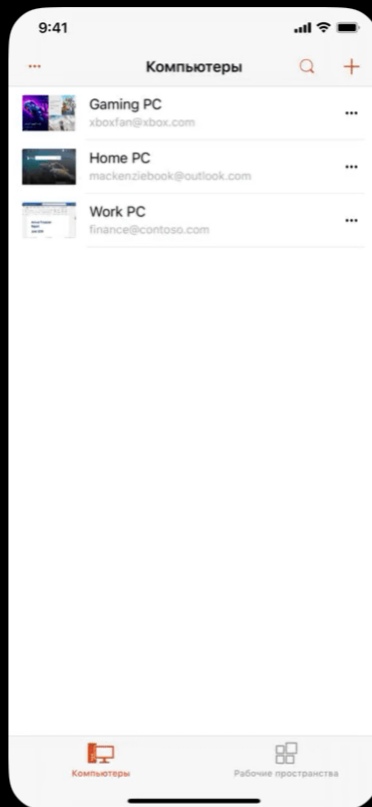 9:41
Компьютеры
Gaming PC
xboxfan@xbox.com
Home PC
mackenziebook@outlook.com
Work PC
finance@contoso.com
Компьютеры
Рабочие пространства